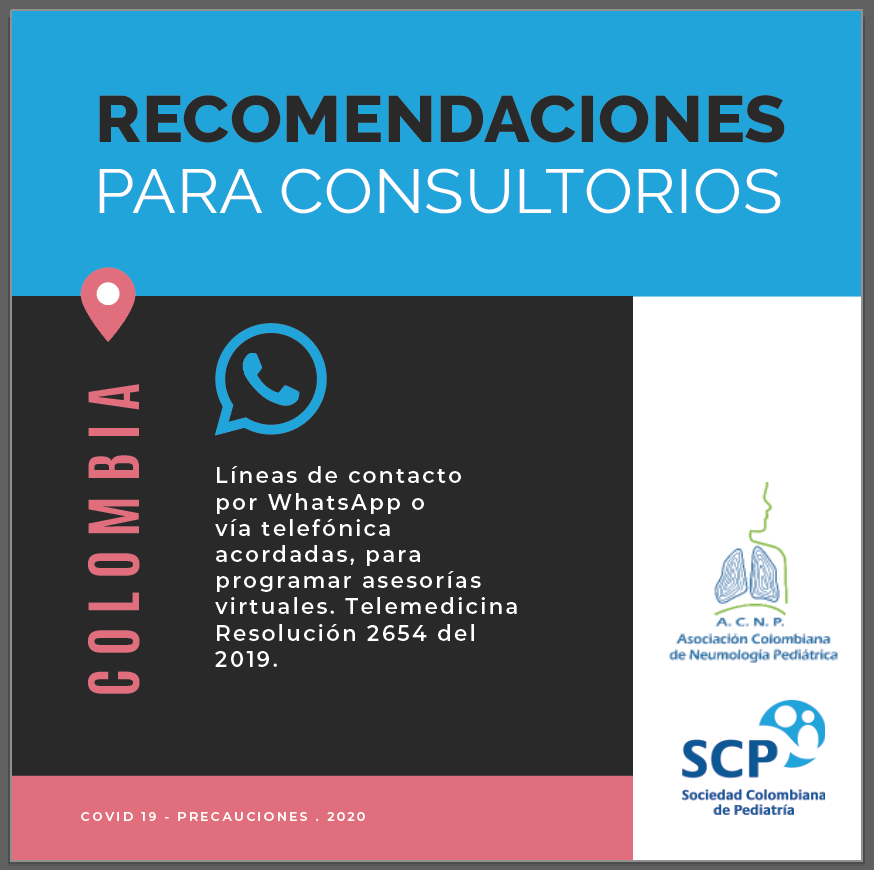 RECOMENDACIONES
PARA CONSULTORIOS
COLOMBIA
Líneas de contacto
por WhatsApp o
vía telefónica
acordadas, para
programar asesorías
virtuales. Telemedicina
Resolución 2654 del
2019.
A. C. N. P.
Asociación Colombiana
de Neumología Pediátrica
SCP
Sociedad Colombiana
de Pediatría
COVID 19 - PRECAUCIONES . 2020